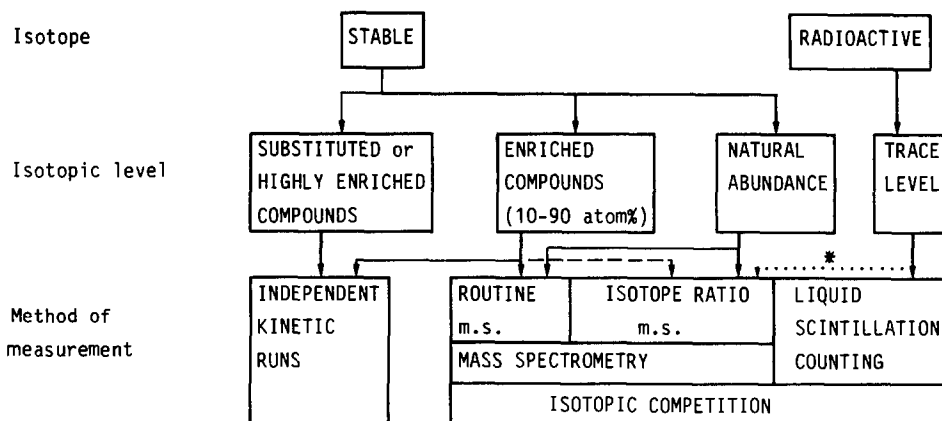 Isotope
STABLE
RADIOACTIVE
Isotopic level
SUBSTITUTED or
HIGHLY ENRICHED
COMPOUNDS
ENRICHED
COMPOUNDS
(10-90 atom%)
NATURAL
ABUNDANCE
TRACE
LEVEL
*
Method of
measurement
INDEPENDENT
KINETIC
RUNS
ROUTINE
m.s.
ISOTOPE RATIO
m.s.
MASS SPECTROMETRY
LIQUID
SCINTILLATION
COUNTING
ISOTOPIC COMPETITION